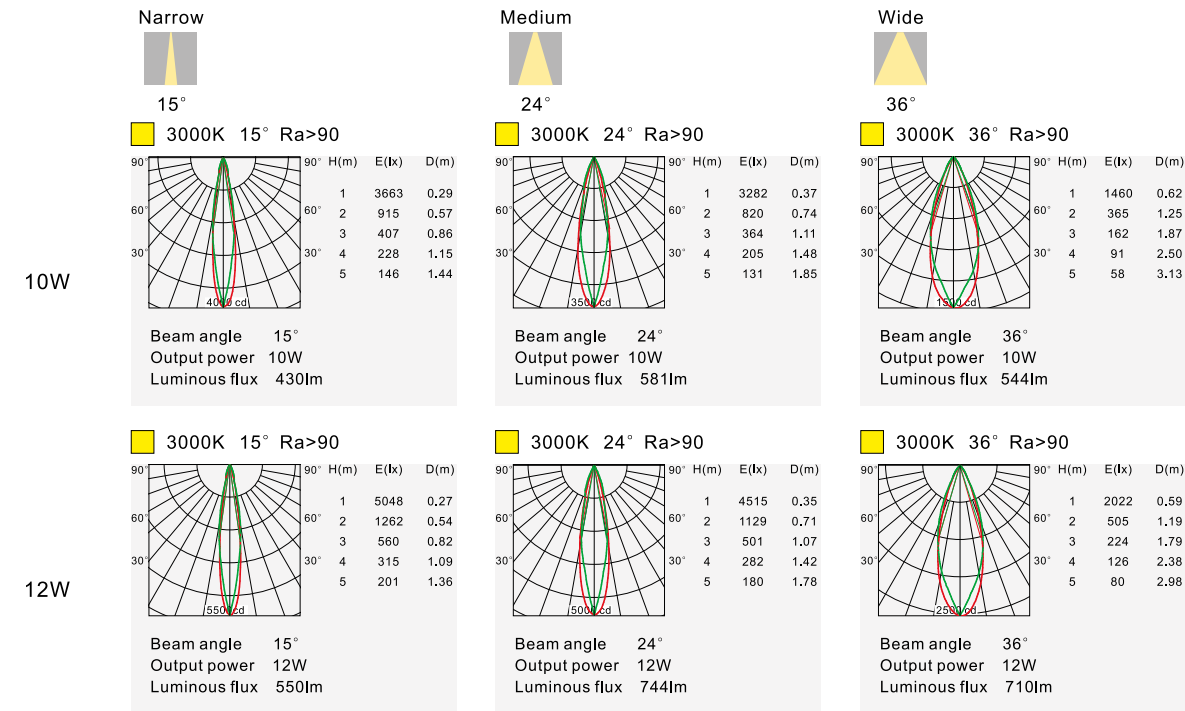 Narrow
Medium
Wide
15°
24°
36°
10W
3000K 15° Ra>90
90° 90° H(m) E(lx) D(m)
1 3663 0.29
60° 60° 2 915 0.57
3 407 0.86
30° 30° 4 228 1.15
5 146 1.44
4000 cd
Beam angle 15°
Output power 10W
Luminous flux 430lm
3000K 24° Ra>90
90° 90° H(m) E(lx) D(m)
1 3282 0.37
60° 60° 2 820 0.74
3 364 1.11
30° 30° 4 205 1.48
5 131 1.85
3500 cd
Beam angle 24°
Output power 10W
Luminous flux 581lm
3000K 36° Ra>90
90° 90° H(m) E(lx) D(m)
1 1460 0.62
60° 60° 2 365 1.25
3 162 1.87
30° 30° 4 91 2.50
5 58 3.13
1500 cd
Beam angle 36°
Output power 10W
Luminous flux 544lm
12W
3000K 15° Ra>90
90° 90° H(m) E(lx) D(m)
1 5048 0.27
60° 60° 2 1262 0.54
3 560 0.82
30° 30° 4 315 1.09
5 201 1.36
5500 cd
Beam angle 15°
Output power 12W
Luminous flux 550lm
3000K 24° Ra>90
90° 90° H(m) E(lx) D(m)
1 4515 0.35
60° 60° 2 1129 0.71
3 501 1.07
30° 30° 4 282 1.42
5 180 1.78
5000 cd
Beam angle 24°
Output power 12W
Luminous flux 744lm
3000K 36° Ra>90
90° 90° H(m) E(lx) D(m)
1 2022 0.59
60° 60° 2 505 1.19
3 224 1.79
30° 30° 4 126 2.38
5 80 2.98
2500 cd
Beam angle 36°
Output power 12W
Luminous flux 710lm